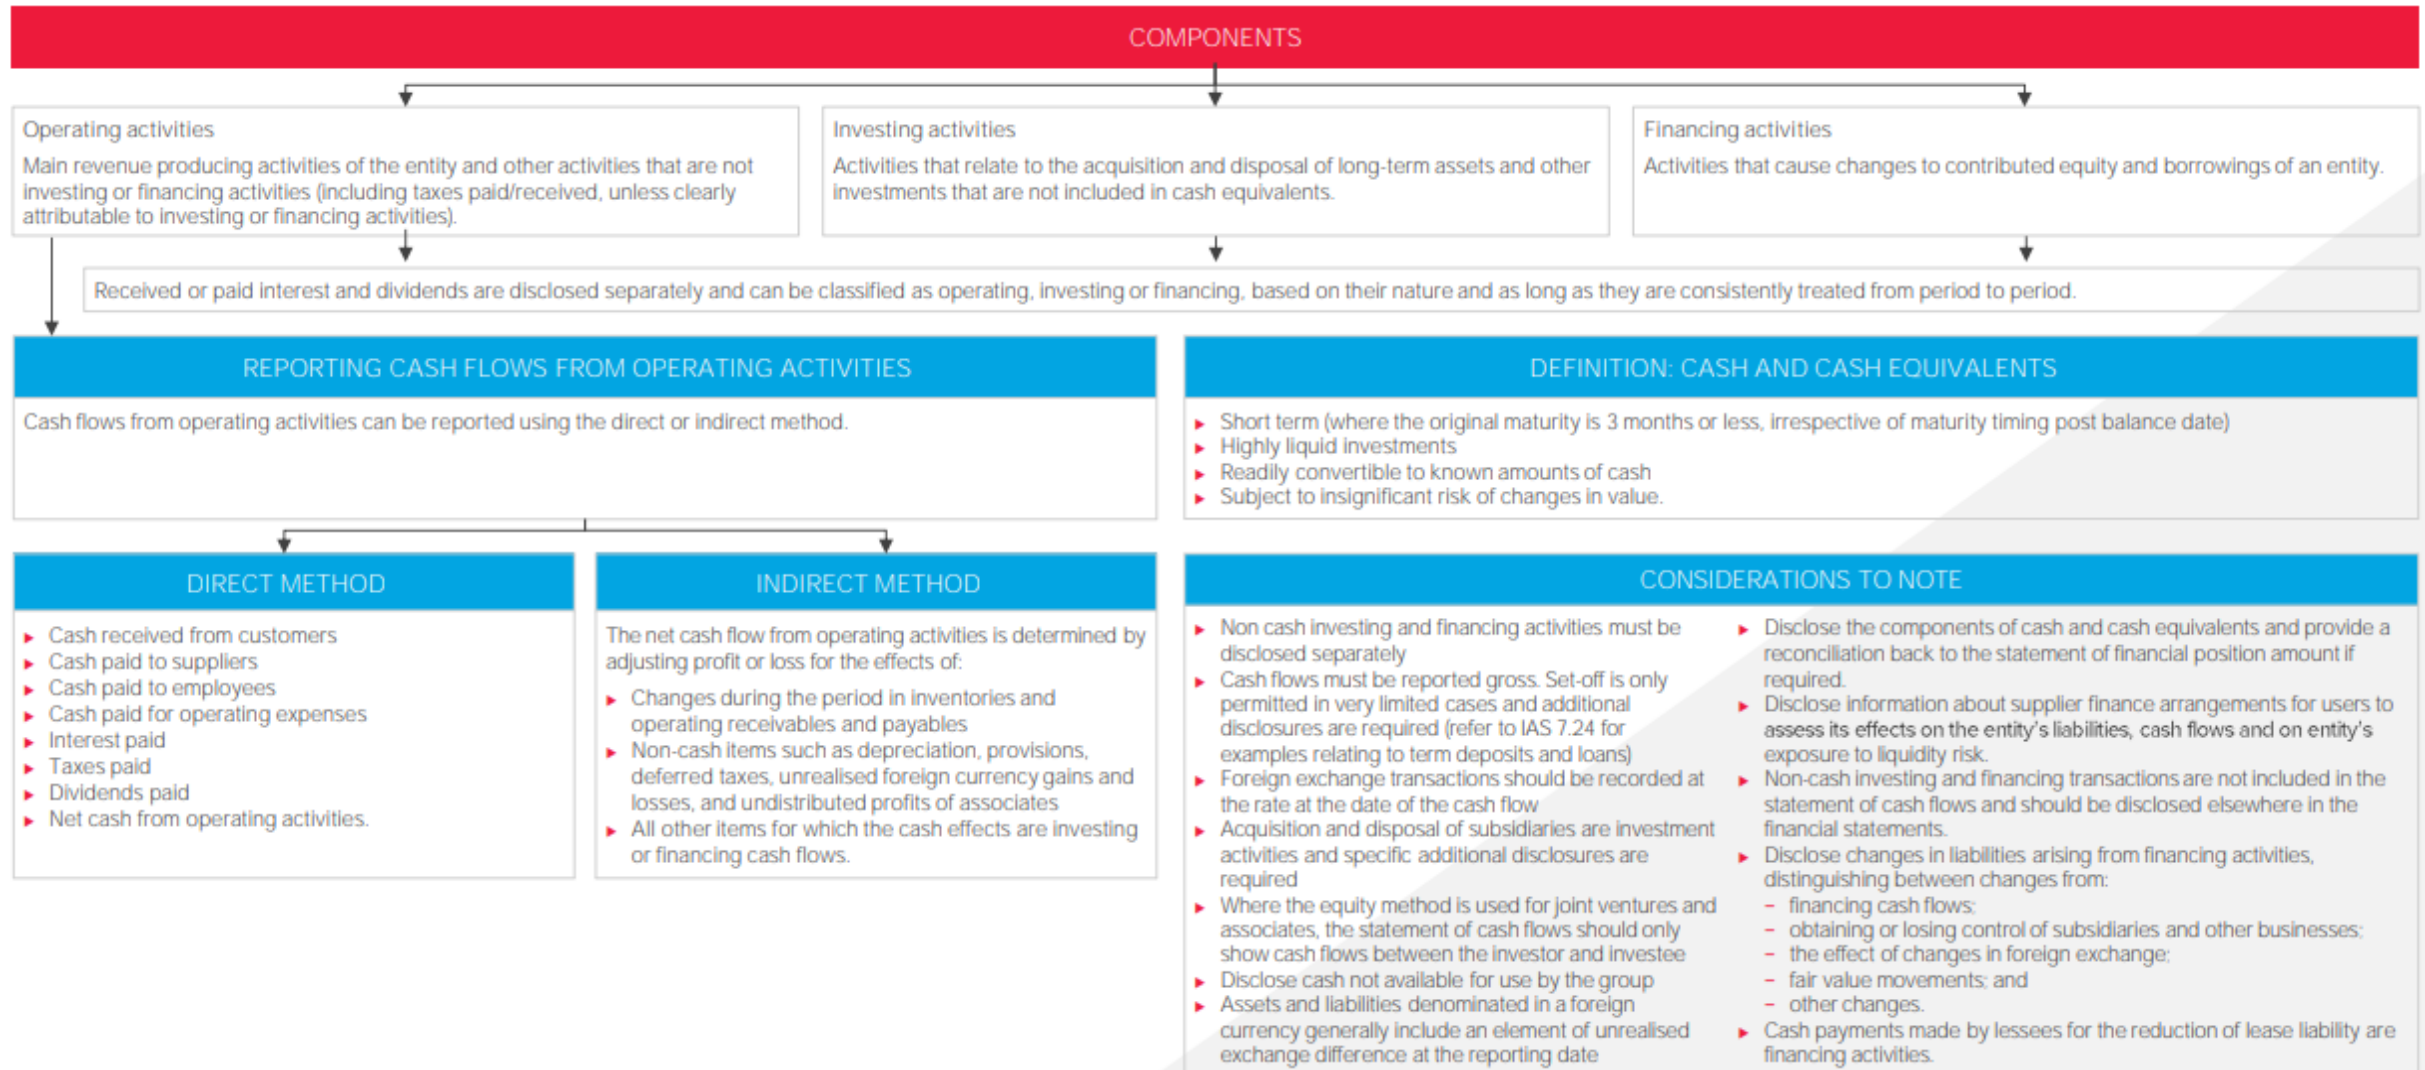 COMPONENTS
Operating activities
Main revenue producing activities of the entity and other activities that are not
investing or financing activities (including taxes paid/received, unless clearly
attributable to investing or financing activities).
Investing activities
Activities that relate to the acquisition and disposal of long-term assets and other
investments that are not included in cash equivalents.
Financing activities
Activities that cause changes to contributed equity and borrowings of an entity.
Received or paid interest and dividends are disclosed separately and can be classified as operating, investing or financing, based on their nature and as long as they are consistently treated from period to period.
REPORTING CASH FLOWS FROM OPERATING ACTIVITIES
Cash flows from operating activities can be reported using the direct or indirect method.
DEFINITION: CASH AND CASH EQUIVALENTS
► Short term (where the original maturity is 3 months or less, irrespective of maturity timing post balance date)
► Highly liquid investments
► Readily convertible to known amounts of cash
► Subject to insignificant risk of changes in value.
DIRECT METHOD
► Cash received from customers
► Cash paid to suppliers
► Cash paid to employees
► Cash paid for operating expenses
► Interest paid
► Taxes paid
► Dividends paid
► Net cash from operating activities.
INDIRECT METHOD
The net cash flow from operating activities is determined by
adjusting profit or loss for the effects of:
► Changes during the period in inventories and
operating receivables and payables
► Non-cash items such as depreciation, provisions,
deferred taxes, unrealised foreign currency gains and
losses, and undistributed profits of associates
► All other items for which the cash effects are investing
or financing cash flows.
CONSIDERATIONS TO NOTE
► Non cash investing and financing activities must be
disclosed separately
► Cash flows must be reported gross. Set-off is only
permitted in very limited cases and additional
disclosures are required (refer to IAS 7.24 for
examples relating to term deposits and loans)
► Foreign exchange transactions should be recorded at
the rate at the date of the cash flow
► Acquisition and disposal of subsidiaries are investment
activities and specific additional disclosures are
required
► Where the equity method is used for joint ventures and
associates, the statement of cash flows should only
show cash flows between the investor and investee
► Disclose cash not available for use by the group
► Assets and liabilities denominated in a foreign
currency generally include an element of unrealised
exchange difference at the reporting date
► Disclose the components of cash and cash equivalents and provide a
reconciliation back to the statement of financial position amount if
required.
► Disclose information about supplier finance arrangements for users to
assess its effects on the entity's liabilities, cash flows and on entity's
exposure to liquidity risk.
► Non-cash investing and financing transactions are not included in the
statement of cash flows and should be disclosed elsewhere in the
financial statements.
► Disclose changes in liabilities arising from financing activities,
distinguishing between changes from:
− financing cash flows;
− obtaining or losing control of subsidiaries and other businesses;
− the effect of changes in foreign exchange;
− fair value movements; and
− other changes.
► Cash payments made by lessees for the reduction of lease liability are
financing activities.